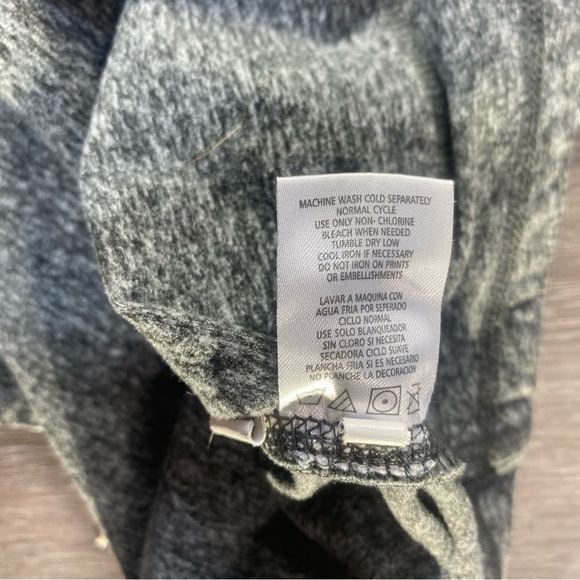 MACHINE WASH COLD SEPARATELY
NORMAL CYCLE
USE ONLY NON- CHLORINE
BLEACH WHEN NEEDED
TUMBLE DRY LOW
COOL IRON IF NECESSARY
DO NOT IRON ON PRINTS
OR EMBELLISHMENTS
LAVAR A MAQUINA CON
AGUA FRIA POR SEPERADO
CICLO NORMAL
USE SOLO BLANQUEADOR
SIN CLORO SI NECESITA
SECADORA CICLO SUAVE
PLANCHA FRIA SI ES NECESARIO
NO PLANCHE LA DECORACION